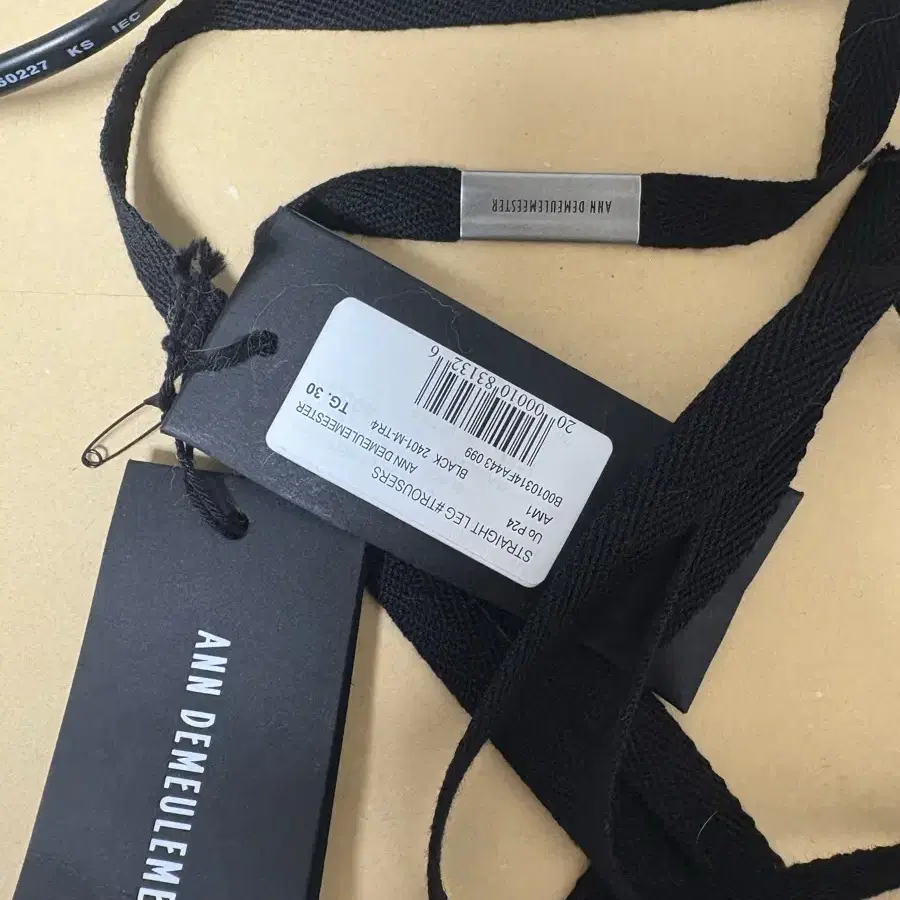 60227 KS IEC
ANN DEMEULEMEESTER
STRAIGHT LEG #TROUSERS
ANN DEMEULEMEESTER
Uo P24
AM1
B0010314FA443 099
BLACK 2401-M-TR4
TG. 30
20 00010 83132 6
ANN DEMEULEME